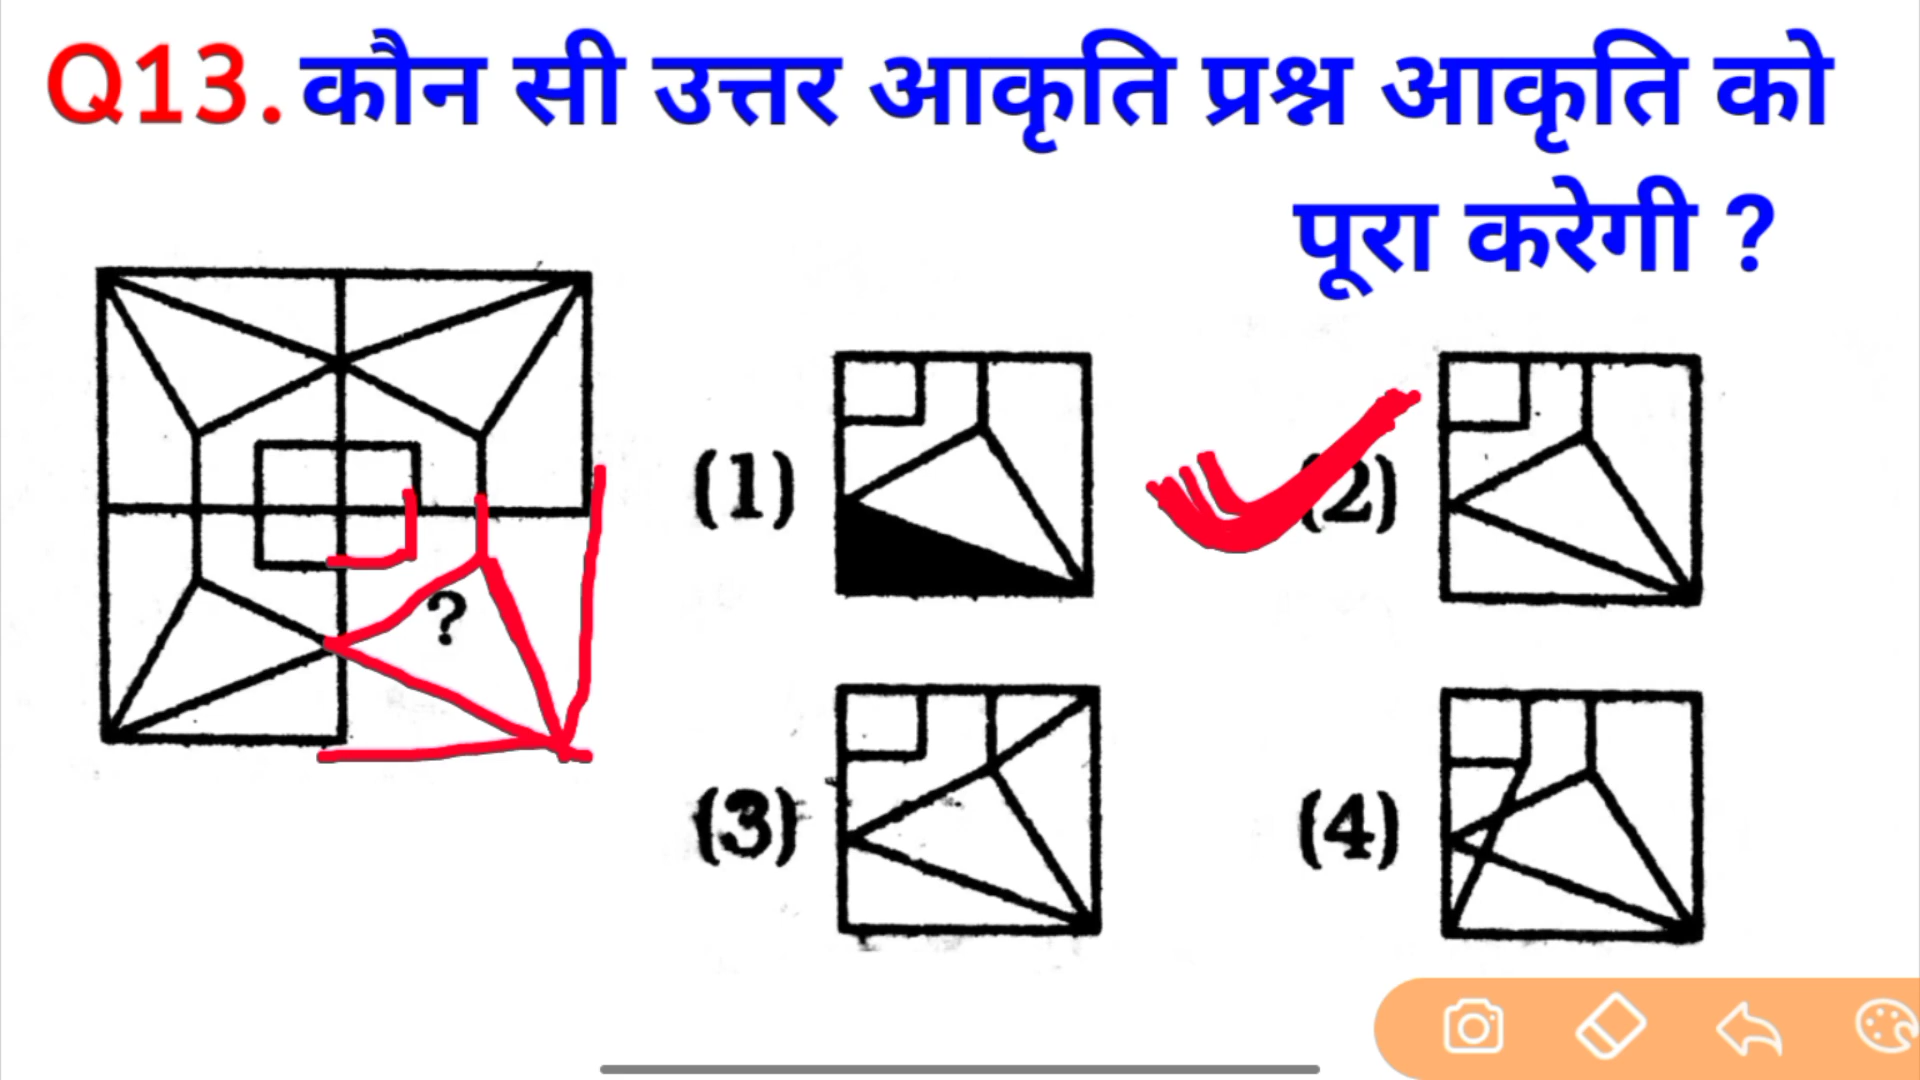 Q13. कौन सी उत्तर आकृति प्रश्न आकृति को
पूरा करेगी ?
?
(1)
(2)
(3)
(4)